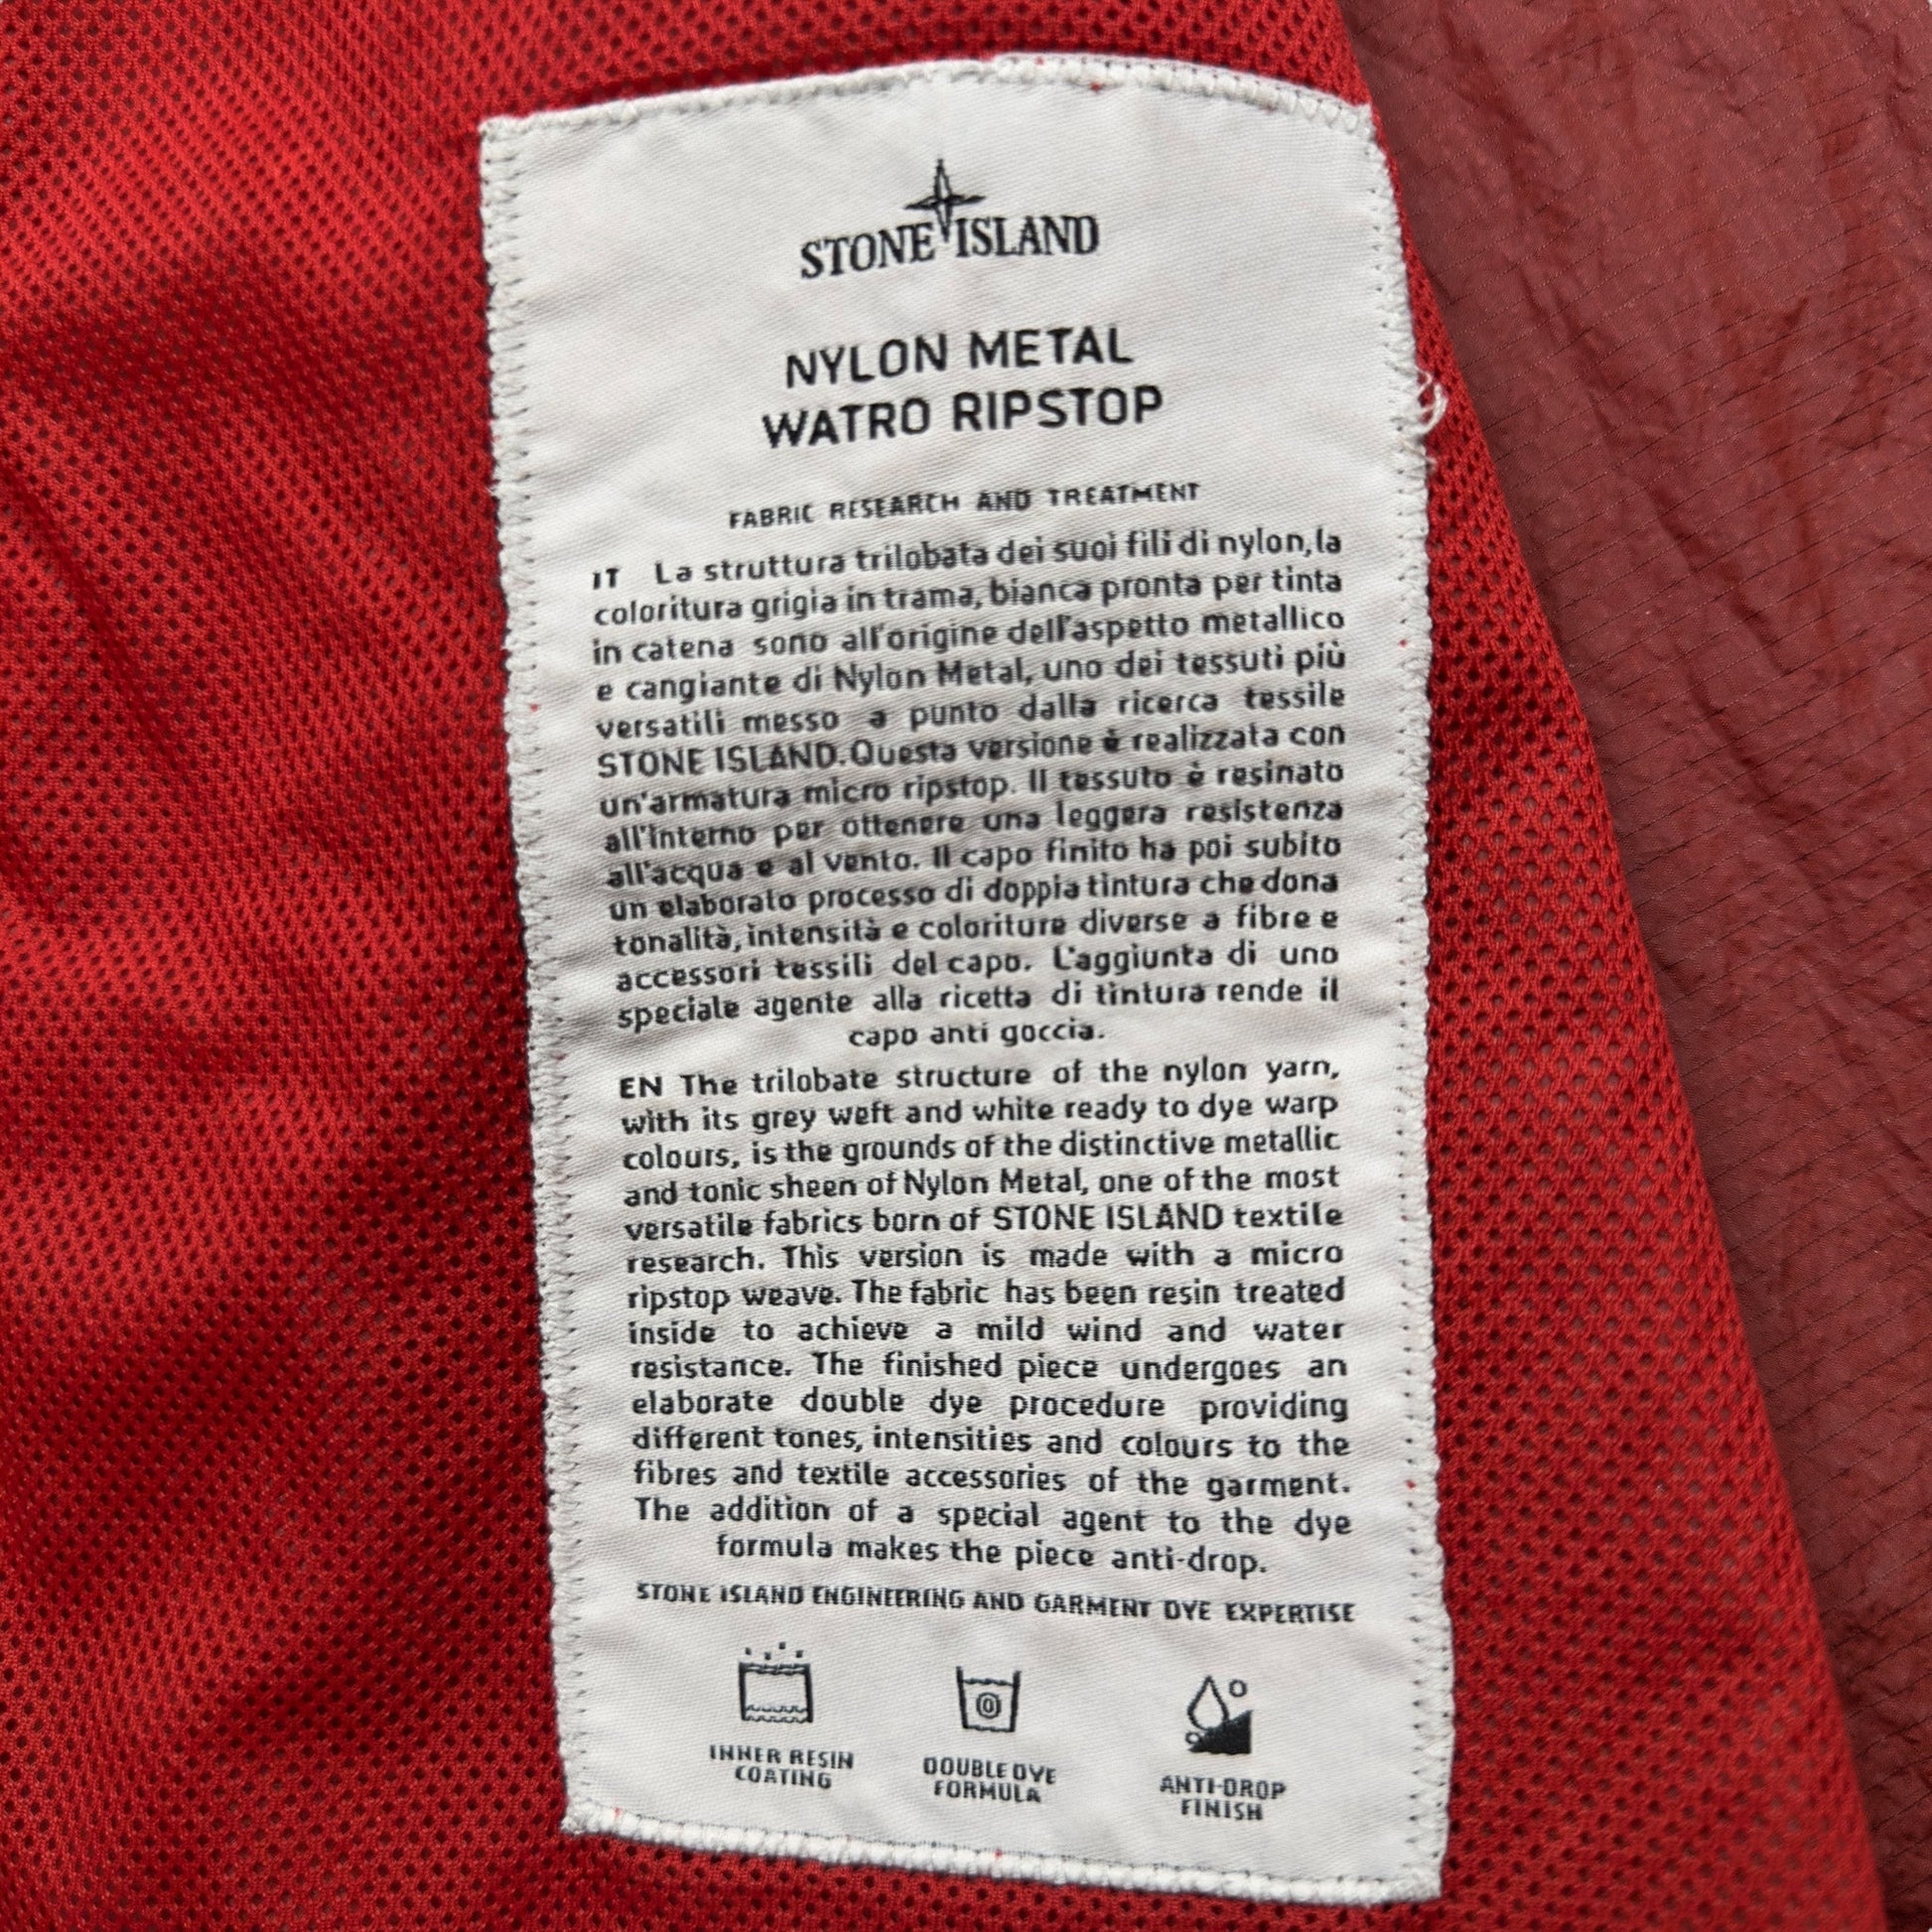 STONE ISLAND
NYLON METAL
WATRO RIPSTOP
FABRIC RESEARCH AND TREATMENT
IT La struttura trilobata dei suoi fili di nylon, la
coloritura grigia in trama, bianca pronta per tinta
in catena sono all'origine dell'aspetto metallico
e cangiante di Nylon Metal, uno dei tessuti più
versatili messo a punto dalla ricerca tessile
STONE ISLAND. Questa versione è realizzata con
un'armatura micro ripstop. Il tessuto è resinato
all'interno per ottenere una leggera resistenza
all'acqua e al vento. Il capo finito ha poi subito
un elaborato processo di doppia tintura che dona
tonalità, intensità e coloriture diverse a fibre e
accessori tessili del capo. L'aggiunta di uno
speciale agente alla ricetta di tintura rende il
capo anti goccia.
EN The trilobate structure of the nylon yarn,
with its grey weft and white ready to dye warp
colours, is the grounds of the distinctive metallic
and tonic sheen of Nylon Metal, one of the most
versatile fabrics born of STONE ISLAND textile
research. This version is made with a micro
ripstop weave. The fabric has been resin treated
inside to achieve a mild wind and water
resistance. The finished piece undergoes an
elaborate double dye procedure providing
different tones, intensities and colours to the
fibres and textile accessories of the garment.
The addition of a special agent to the dye
formula makes the piece anti-drop.
STONE ISLAND ENGINEERING AND GARMENT DYE EXPERTISE
INNER RESIN
COATING
DOUBLE DYE
FORMULA
ANTI-DROP
FINISH